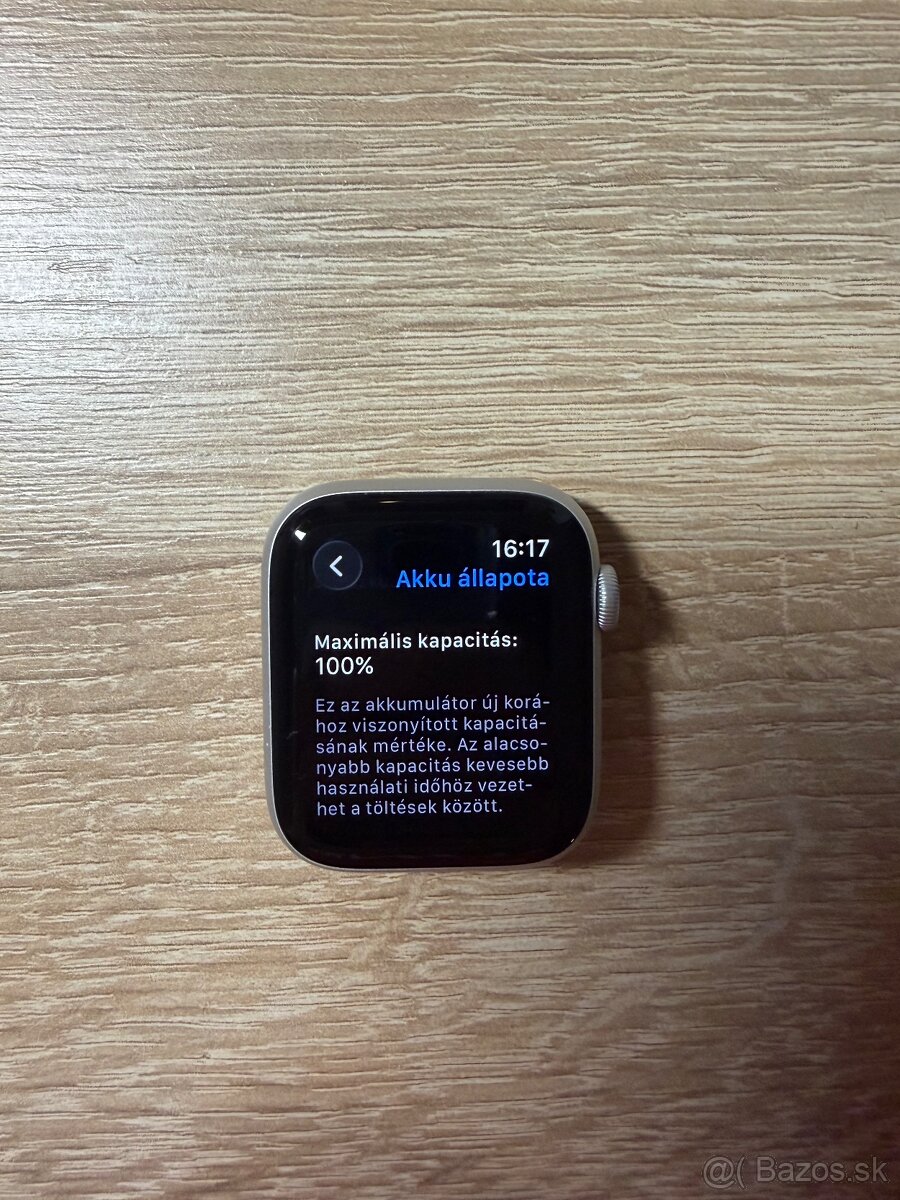 16:17
Akku állapota
Maximális kapacitás:
100%
Ez az akkumulátor új korá-
hoz viszonyított kapacitá-
sának mértéke. Az alacso-
nyabb kapacitás kevesebb
használati időhöz vezet-
het a töltések között.
@( Bazos.sk